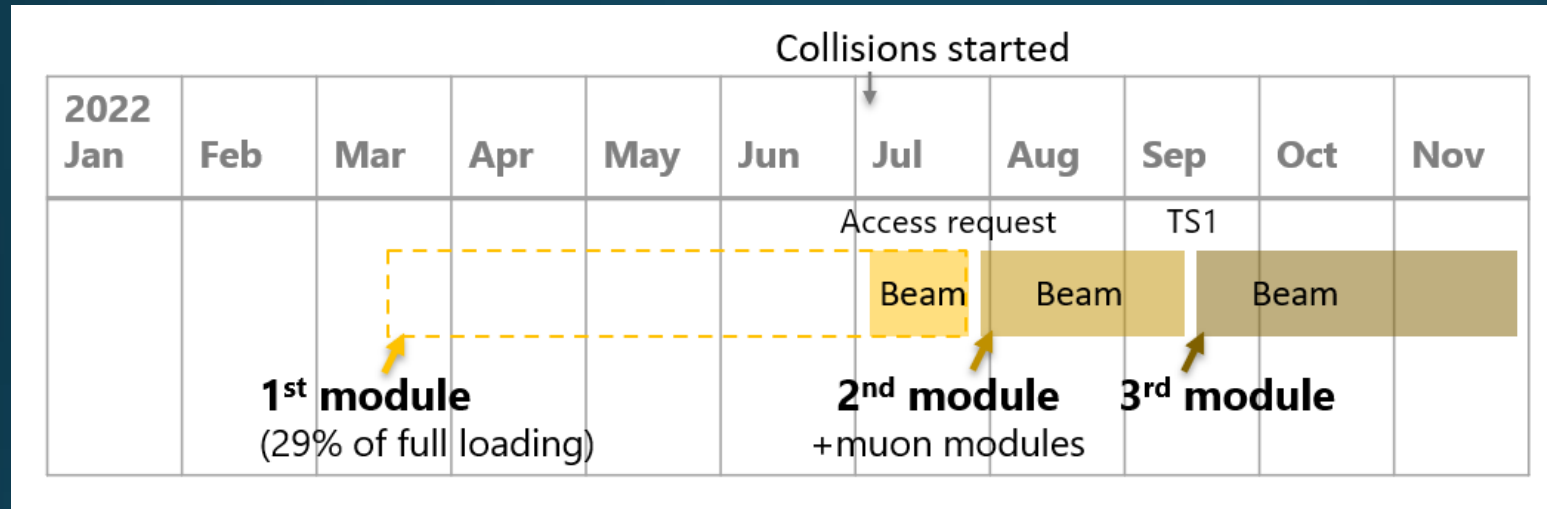 Collisions started
2022
Jan Feb Mar Apr May Jun Jul Aug Sep Oct Nov
Access request TS1
Beam Beam Beam
1st module 2nd module 3rd module
(29% of full loading) +muon modules